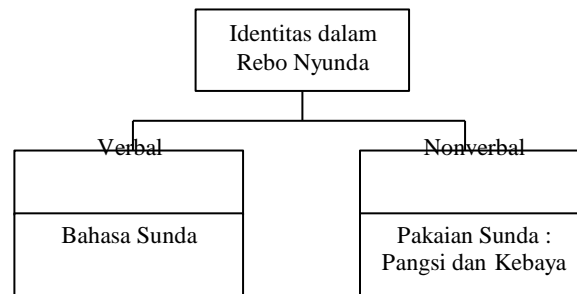 Identitas dalam
Rebo Nyunda
Verbal
Nonverbal
Bahasa Sunda
Pakaian Sunda :
Pangsi dan Kebaya